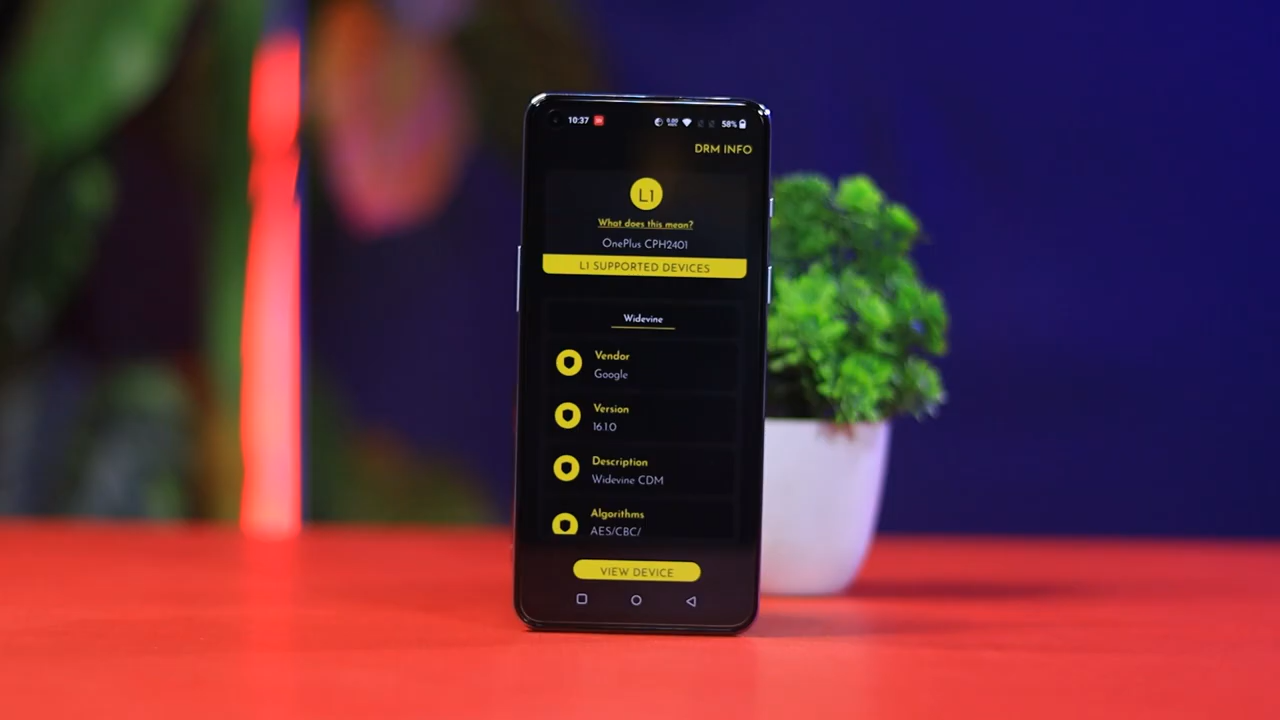 10:37
58%
DRM INFO
L1
What does this mean?
OnePlus CPH2401
L1 SUPPORTED DEVICES
Widevine
Vendor
Google
Version
16.1.0
Description
Widevine CDM
Algorithms
AES/CBC/
VIEW DEVICE